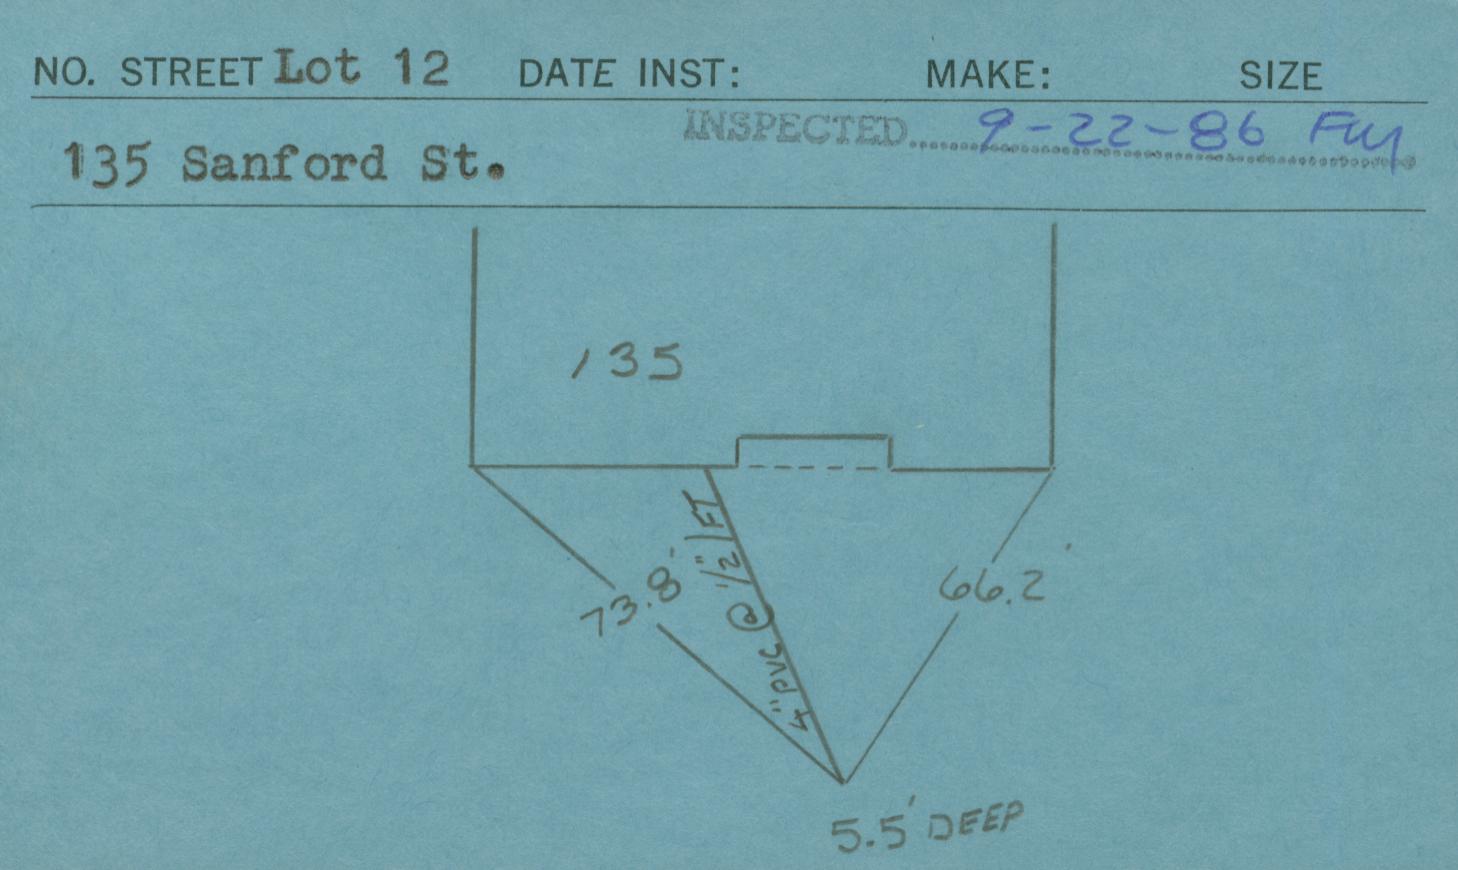 NO. STREET Lot 12 DATE INST: MAKE: SIZE
INSPECTED 9-22-86
135 Sanford St.
135
73.8'
4" PVC @ 1/2"/FT
66.2'
5.5' DEEP